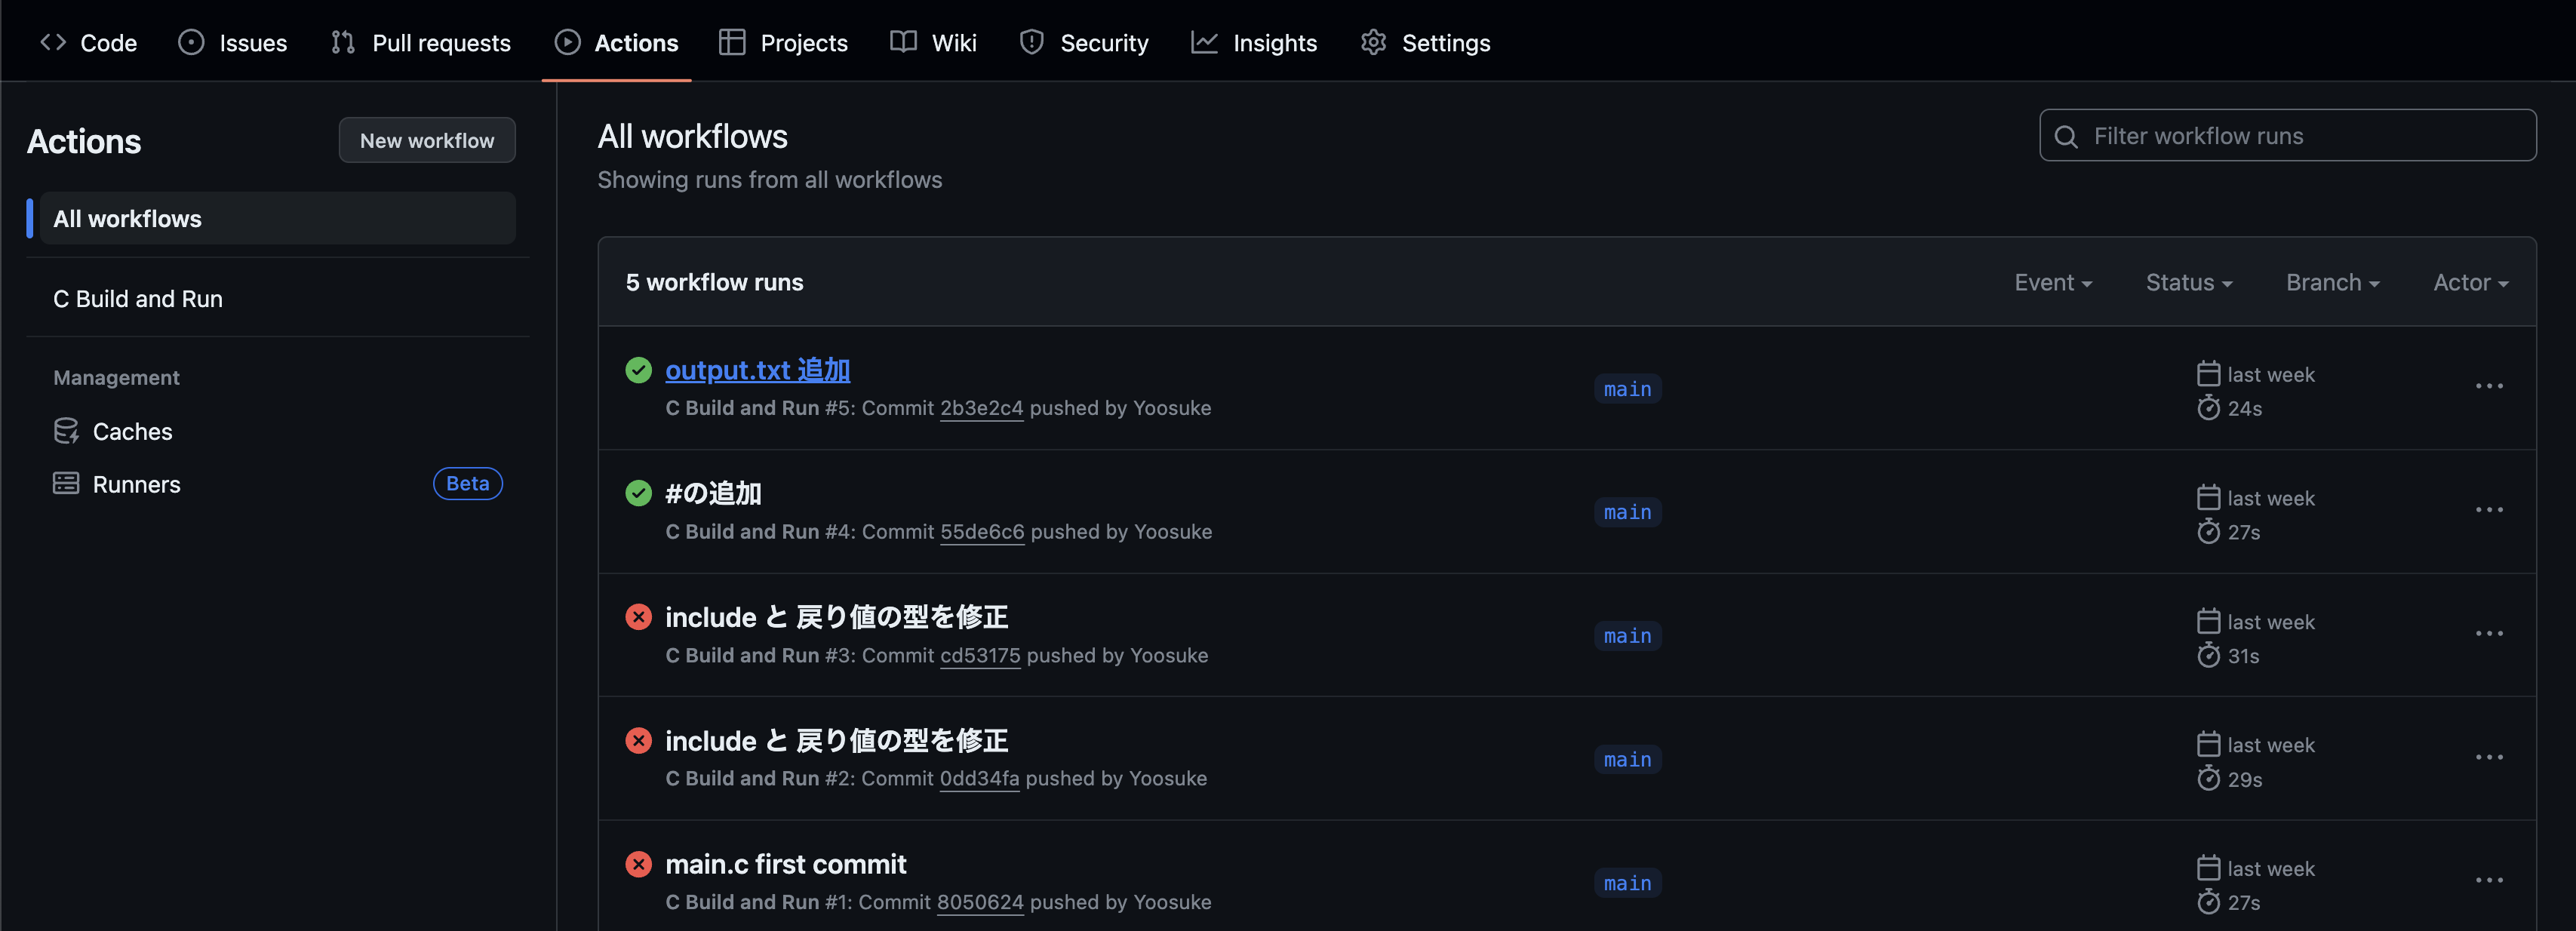 Code Issues Pull requests Actions Projects Wiki Security Insights Settings
Actions
New workflow
All workflows
C Build and Run
Management
Caches
Runners
Beta
All workflows
Showing runs from all workflows
Filter workflow runs
5 workflow runs
Event Status Branch Actor
output.txt 追加
C Build and Run #5: Commit 2b3e2c4 pushed by Yoosuke
main
last week
24s
#の追加
C Build and Run #4: Commit 55de6c6 pushed by Yoosuke
main
last week
27s
include と 戻り値の型を修正
C Build and Run #3: Commit cd53175 pushed by Yoosuke
main
last week
31s
include と 戻り値の型を修正
C Build and Run #2: Commit 0dd34fa pushed by Yoosuke
main
last week
29s
main.c first commit
C Build and Run #1: Commit 8050624 pushed by Yoosuke
main
last week
27s